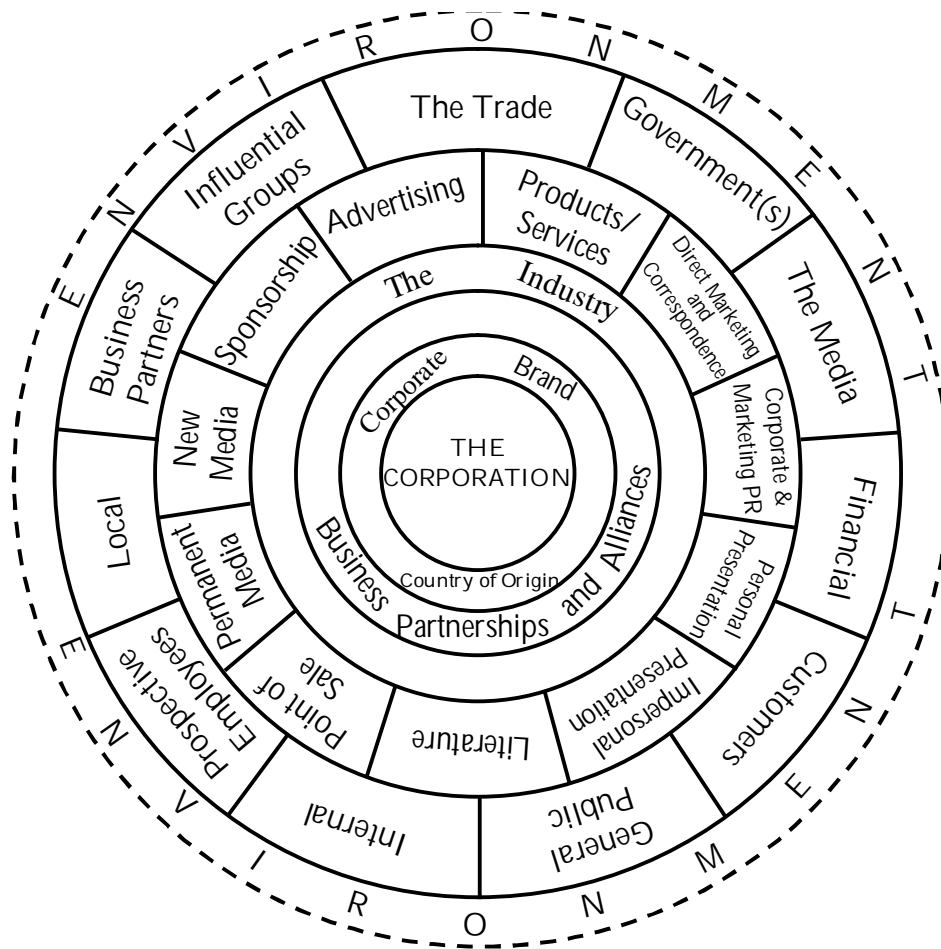 ENVIRONMENT
The Trade
Government(s)
The Media
Financial
Customers
General
Public
Internal
Prospective
Employees
Local
Business
Partners
Influential
Groups
Advertising
Products/
Services
Direct Marketing
and
Correspondence
Corporate &
Marketing PR
Personal
Presentation
Impersonal
Presentation
Literature
Point of
Sale
Permanent
Media
New
Media
Sponsorship
The Industry
Business Partnerships and Alliances
Corporate Brand
Country of Origin
THE
CORPORATION
ENVIRONMENT